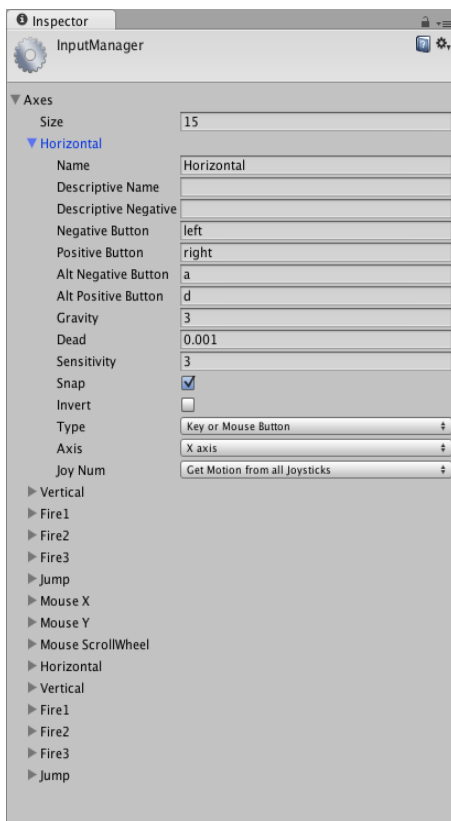 Inspector
InputManager
Axes
Size 15
Horizontal
Name Horizontal
Descriptive Name
Descriptive Negative
Negative Button left
Positive Button right
Alt Negative Button a
Alt Positive Button d
Gravity 3
Dead 0.001
Sensitivity 3
Snap
Invert
Type Key or Mouse Button
Axis X axis
Joy Num Get Motion from all Joysticks
Vertical
Fire1
Fire2
Fire3
Jump
Mouse X
Mouse Y
Mouse ScrollWheel
Horizontal
Vertical
Fire1
Fire2
Fire3
Jump